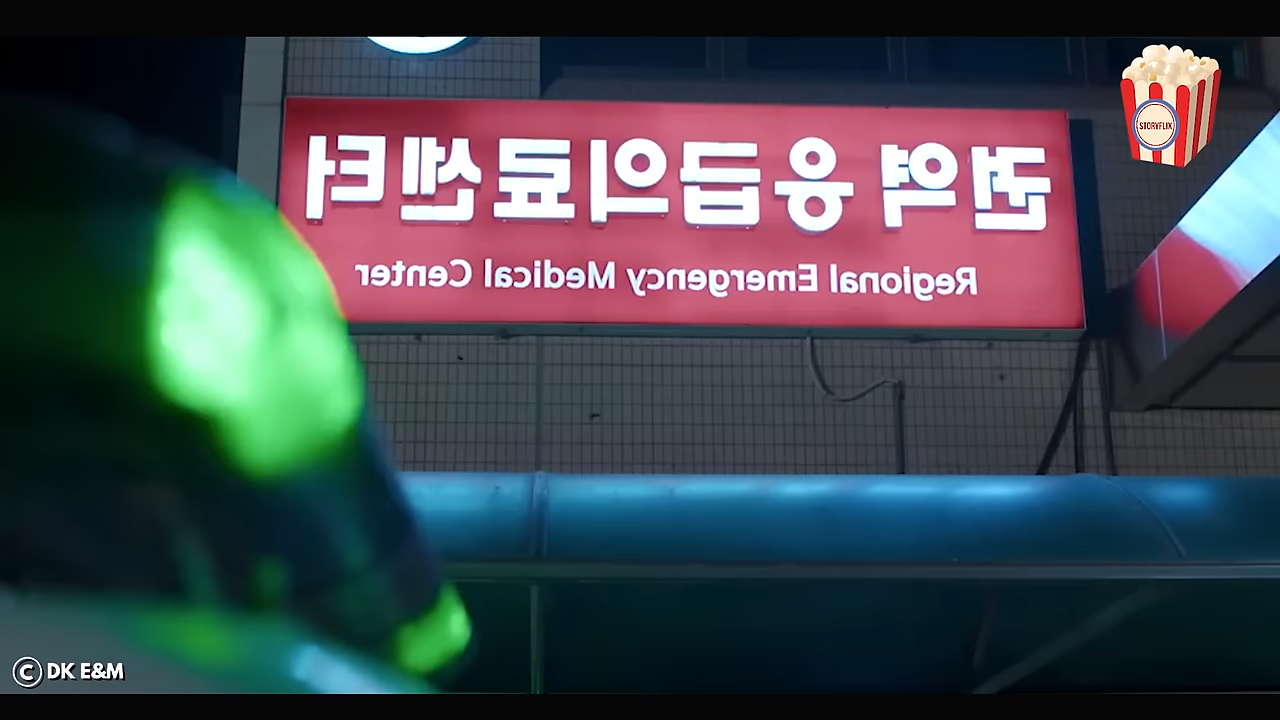 권역 응급의료센터
Regional Emergency Medical Center
STORYFLIX
© DK E&M